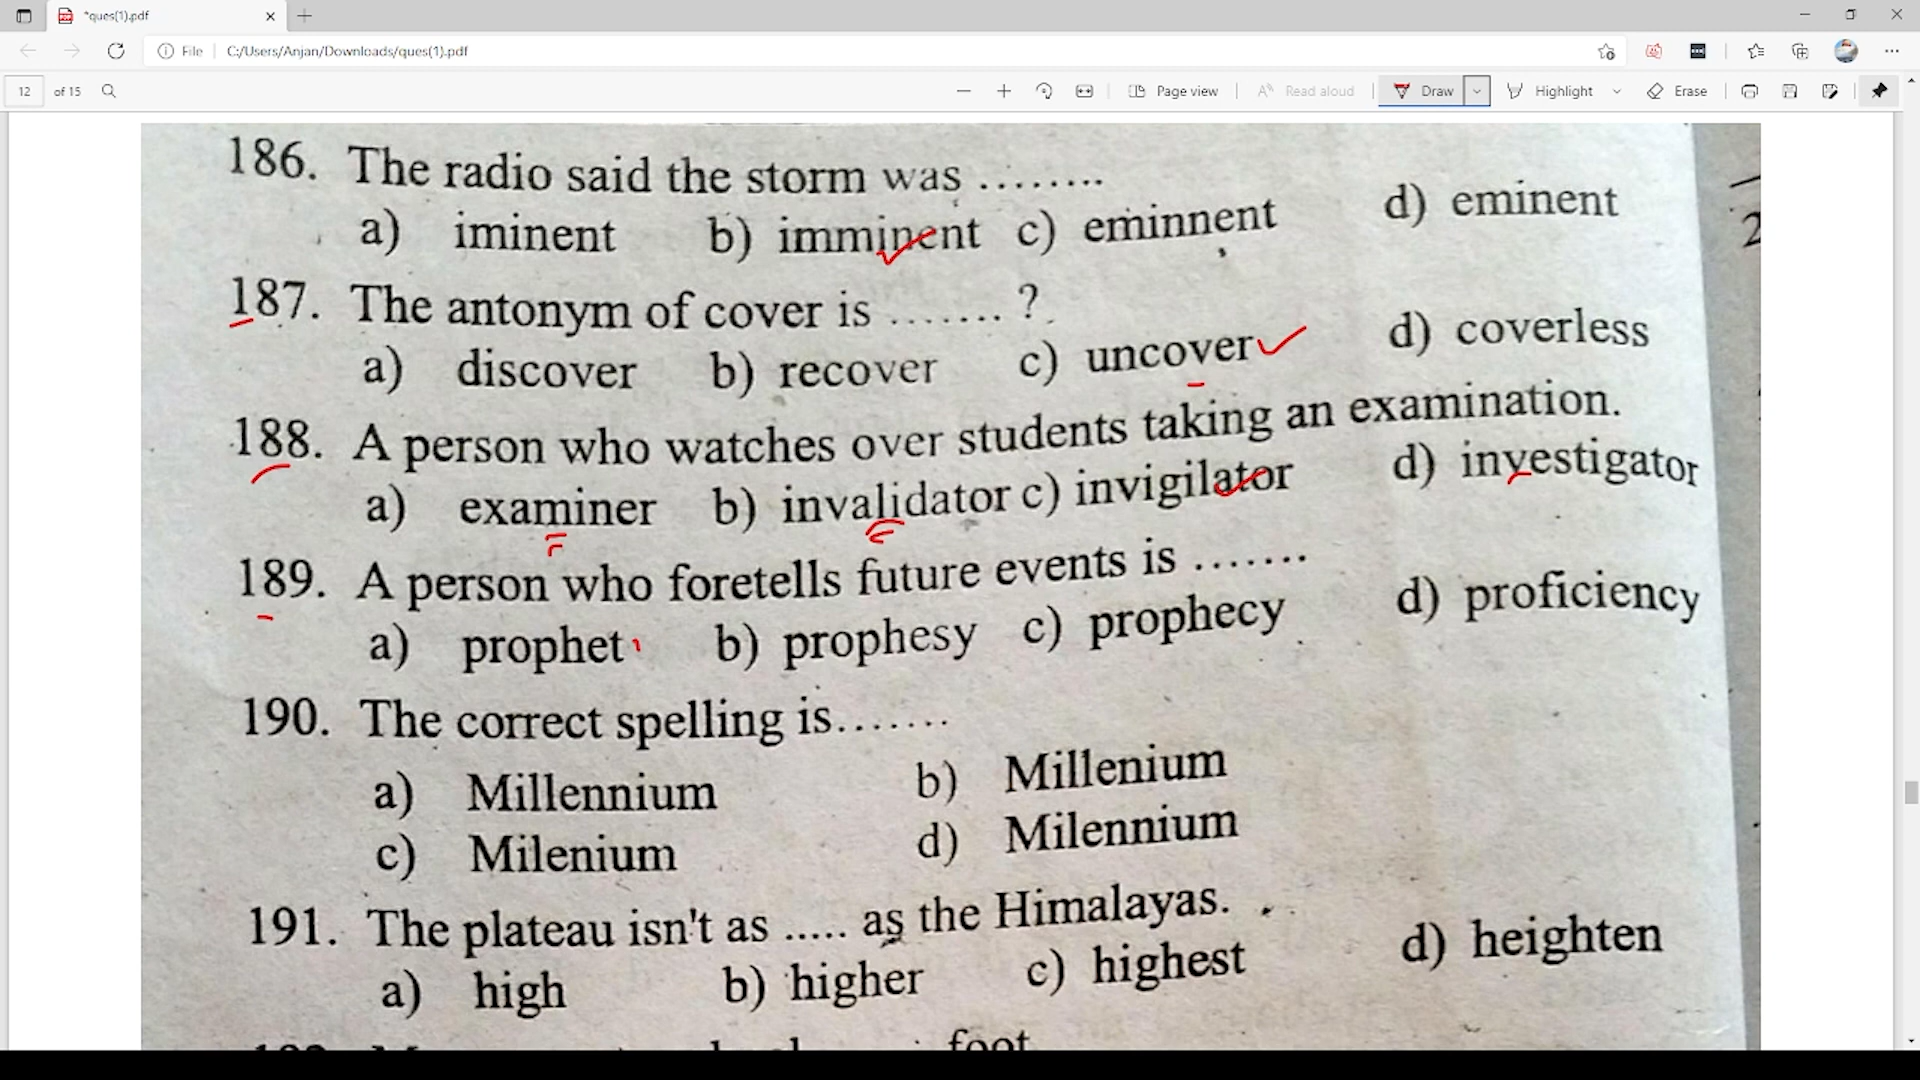 *ques(1).pdf
File C:/Users/Anjan/Downloads/ques(1).pdf
12 of 15 Page view Read aloud Draw Highlight Erase
186. The radio said the storm was ........
a) iminent b) imminent c) eminnent d) eminent
187. The antonym of cover is ....... ?
a) discover b) recover c) uncover d) coverless
188. A person who watches over students taking an examination.
a) examiner b) invalidator c) invigilator d) investigator
189. A person who foretells future events is .......
a) prophet b) prophesy c) prophecy d) proficiency
190. The correct spelling is.......
a) Millennium b) Millenium
c) Milenium d) Milennium
191. The plateau isn't as ..... as the Himalayas.
a) high b) higher c) highest d) heighten
foot